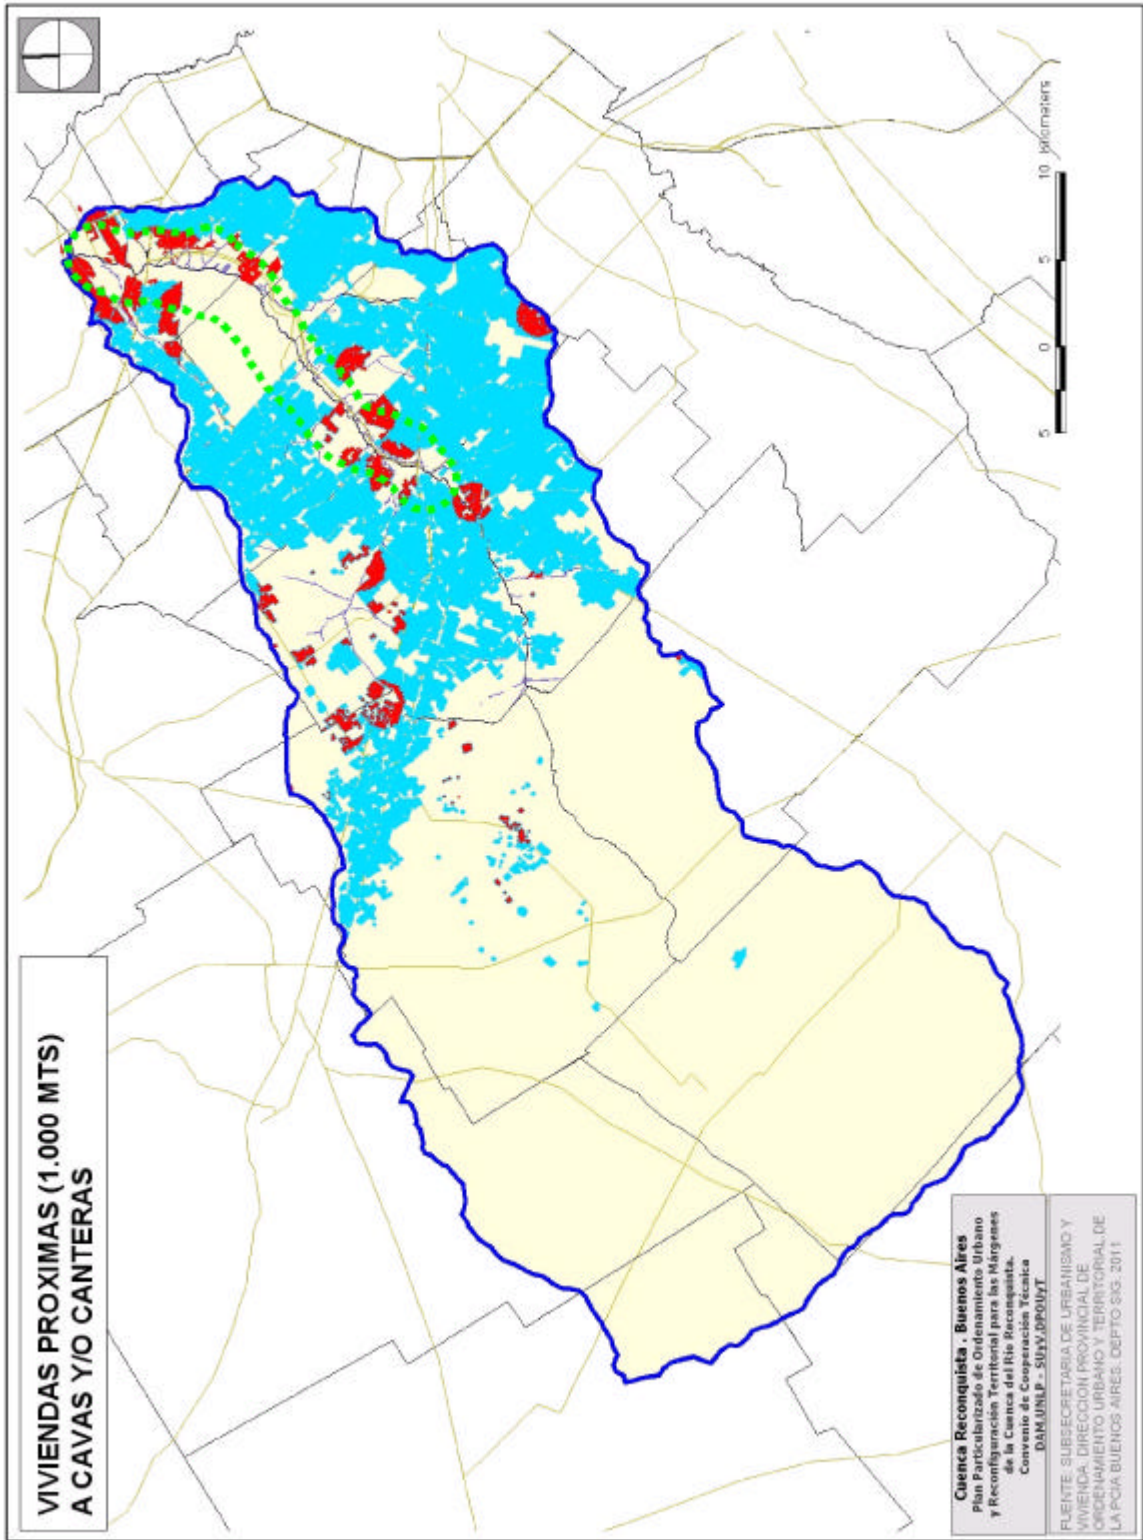 VIVIENDAS PROXIMAS (1.000 MTS)
A CAVAS Y/O CANTERAS
5 0 5 10 Kilometers
Cuenca Reconquista . Buenos Aires
Plan Particularizado de Ordenamiento Urbano
y Reconfiguración Territorial para las Márgenes
de la Cuenca del Río Reconquista.
Convenio de Cooperación Técnica
DAM.UNLP - SUyV.DPOUyT
FUENTE: SUBSECRETARIA DE URBANISMO Y
VIVIENDA. DIRECCION PROVINCIAL DE
ORDENAMIENTO URBANO Y TERRITORIAL DE
LA PCIA BUENOS AIRES. DEPTO SIG. 2011